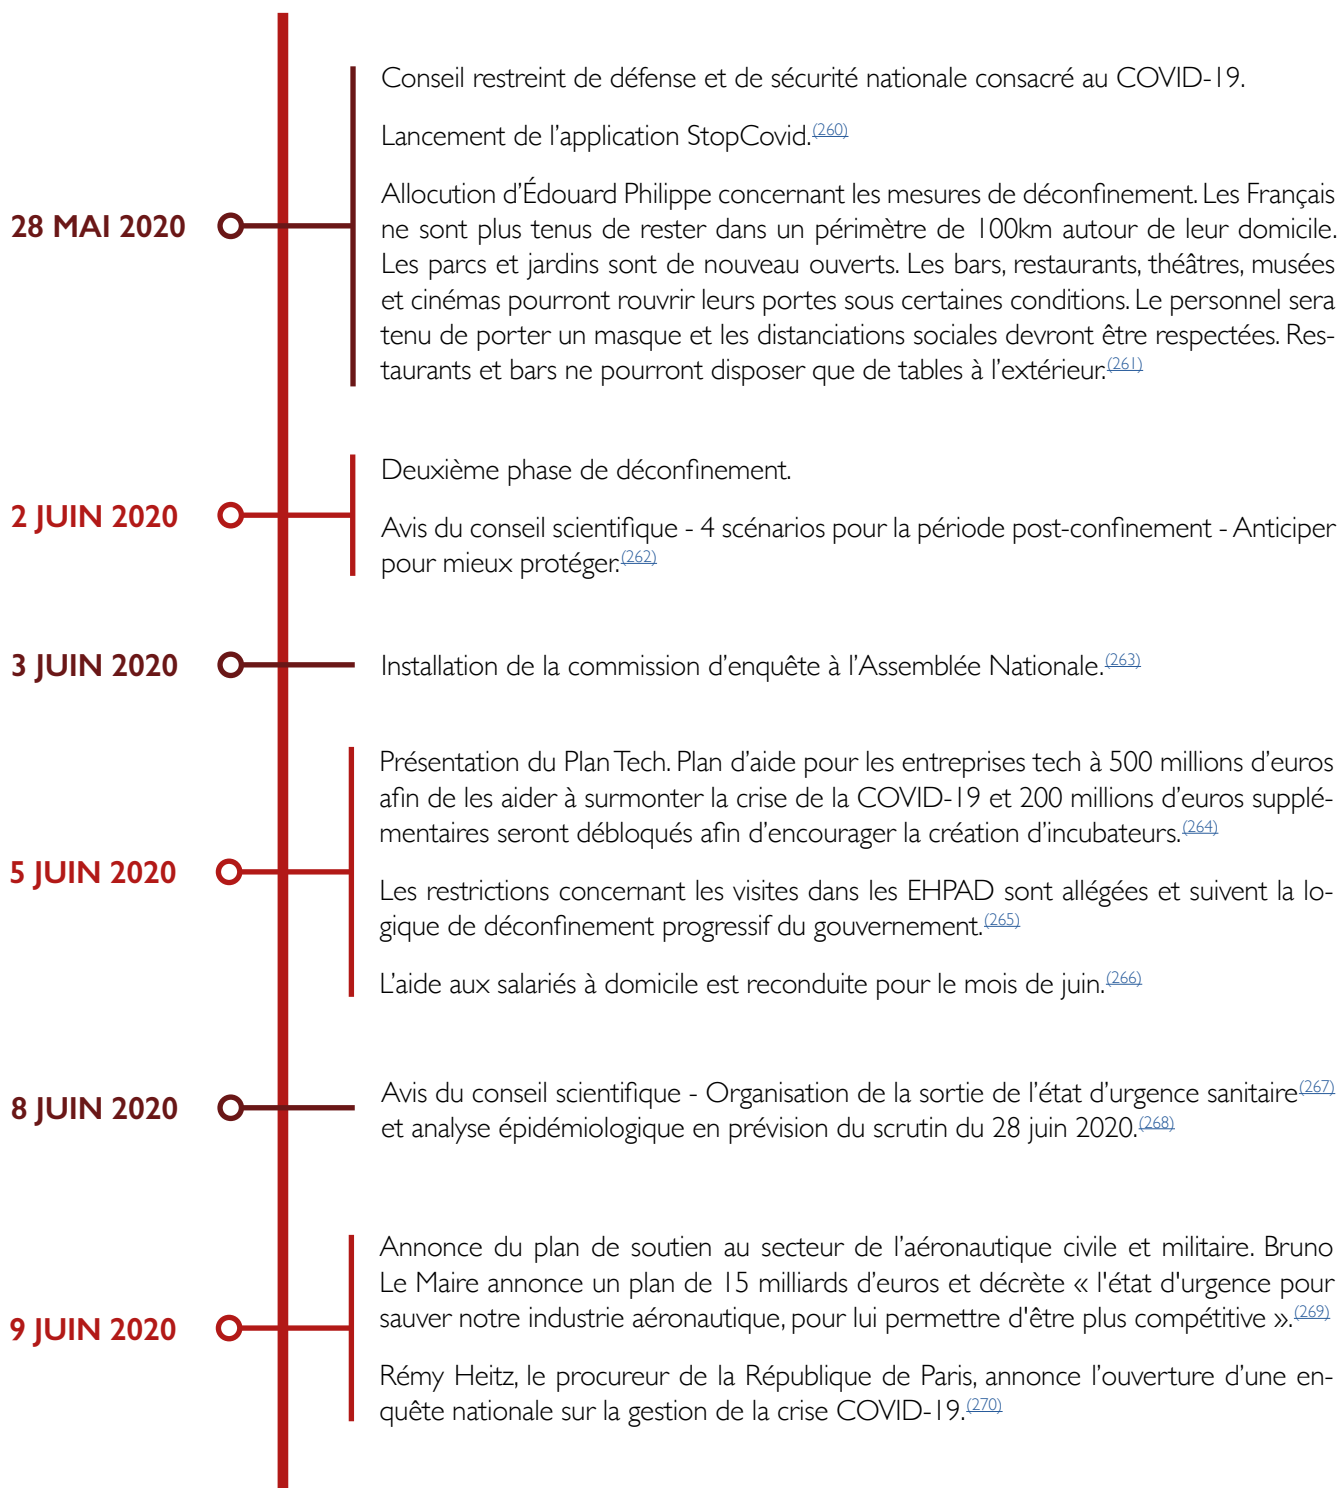 Conseil restreint de défense et de sécurité nationale consacré au COVID-19.
Lancement de l’application StopCovid.(260)
28 MAI 2020
Allocution d’Édouard Philippe concernant les mesures de déconfinement. Les Français
ne sont plus tenus de rester dans un périmètre de 100km autour de leur domicile.
Les parcs et jardins sont de nouveau ouverts. Les bars, restaurants, théâtres, musées
et cinémas pourront rouvrir leurs portes sous certaines conditions. Le personnel sera
tenu de porter un masque et les distanciations sociales devront être respectées. Res-
taurants et bars ne pourront disposer que de tables à l’extérieur.(261)
2 JUIN 2020
Deuxième phase de déconfinement.
Avis du conseil scientifique - 4 scénarios pour la période post-confinement - Anticiper
pour mieux protéger.(262)
3 JUIN 2020
Installation de la commission d’enquête à l’Assemblée Nationale.(263)
5 JUIN 2020
Présentation du Plan Tech. Plan d’aide pour les entreprises tech à 500 millions d’euros
afin de les aider à surmonter la crise de la COVID-19 et 200 millions d’euros supplé-
mentaires seront débloqués afin d’encourager la création d’incubateurs.(264)
Les restrictions concernant les visites dans les EHPAD sont allégées et suivent la lo-
gique de déconfinement progressif du gouvernement.(265)
L’aide aux salariés à domicile est reconduite pour le mois de juin.(266)
8 JUIN 2020
Avis du conseil scientifique - Organisation de la sortie de l’état d’urgence sanitaire(267)
et analyse épidémiologique en prévision du scrutin du 28 juin 2020.(268)
9 JUIN 2020
Annonce du plan de soutien au secteur de l’aéronautique civile et militaire. Bruno
Le Maire annonce un plan de 15 milliards d’euros et décrète « l'état d'urgence pour
sauver notre industrie aéronautique, pour lui permettre d'être plus compétitive ».(269)
Rémy Heitz, le procureur de la République de Paris, annonce l’ouverture d’une en-
quête nationale sur la gestion de la crise COVID-19.(270)